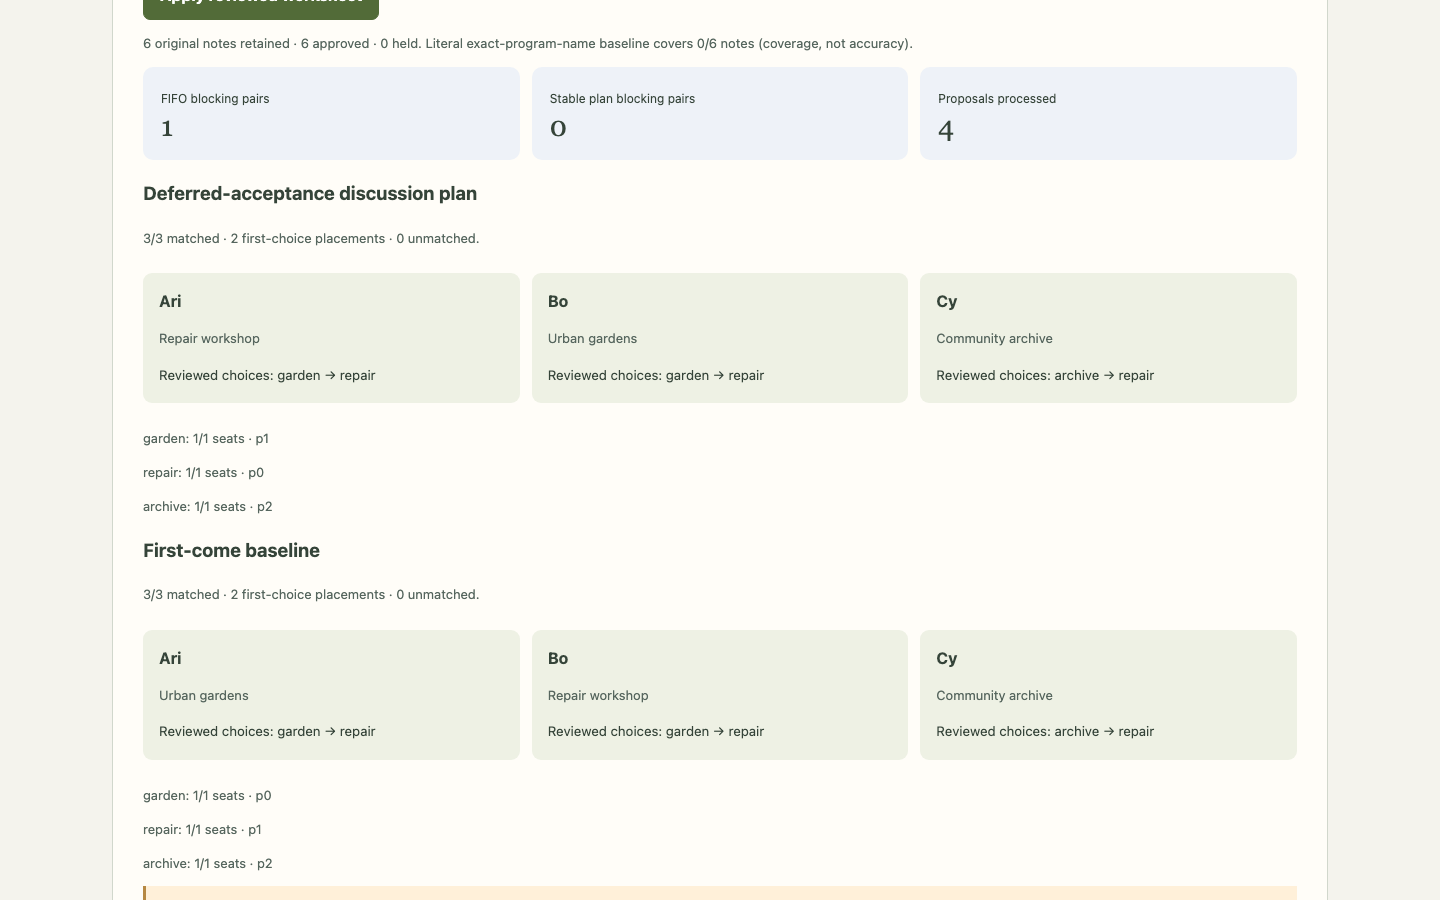 6 original notes retained · 6 approved · 0 held. Literal exact-program-name baseline covers 0/6 notes (coverage, not accuracy).
FIFO blocking pairs
1
Stable plan blocking pairs
0
Proposals processed
4
Deferred-acceptance discussion plan
3/3 matched · 2 first-choice placements · 0 unmatched.
Ari
Repair workshop
Reviewed choices: garden → repair
Bo
Urban gardens
Reviewed choices: garden → repair
Cy
Community archive
Reviewed choices: archive → repair
garden: 1/1 seats · p1
repair: 1/1 seats · p0
archive: 1/1 seats · p2
First-come baseline
3/3 matched · 2 first-choice placements · 0 unmatched.
Ari
Urban gardens
Reviewed choices: garden → repair
Bo
Repair workshop
Reviewed choices: garden → repair
Cy
Community archive
Reviewed choices: archive → repair
garden: 1/1 seats · p0
repair: 1/1 seats · p1
archive: 1/1 seats · p2